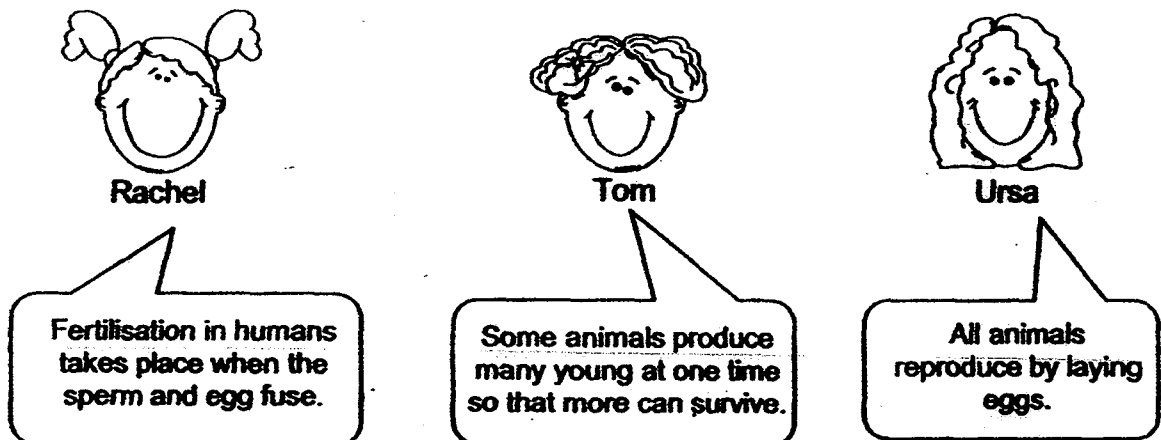 Rachel
Tom
Ursa
Fertilisation in humans
takes place when the
sperm and egg fuse.
Some animals produce
many young at one time
so that more can survive.
All animals
reproduce by laying
eggs.